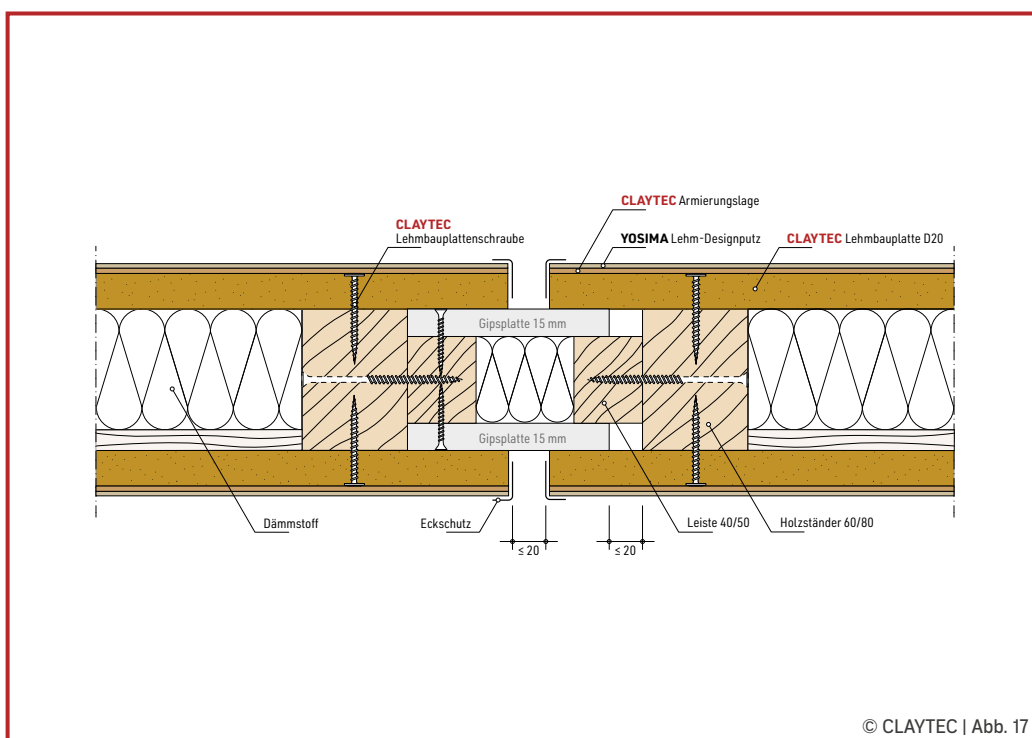 CLAYTEC Armierungslage
CLAYTEC
Lehmbauplattenschraube
YOSIMA Lehm-Designputz
CLAYTEC Lehmbauplatte D20
Gipsplatte 15 mm
Gipsplatte 15 mm
Dämmstoff
Eckschutz
Leiste 40/50
Holzständer 60/80
≤ 20
≤ 20
© CLAYTEC | Abb. 17